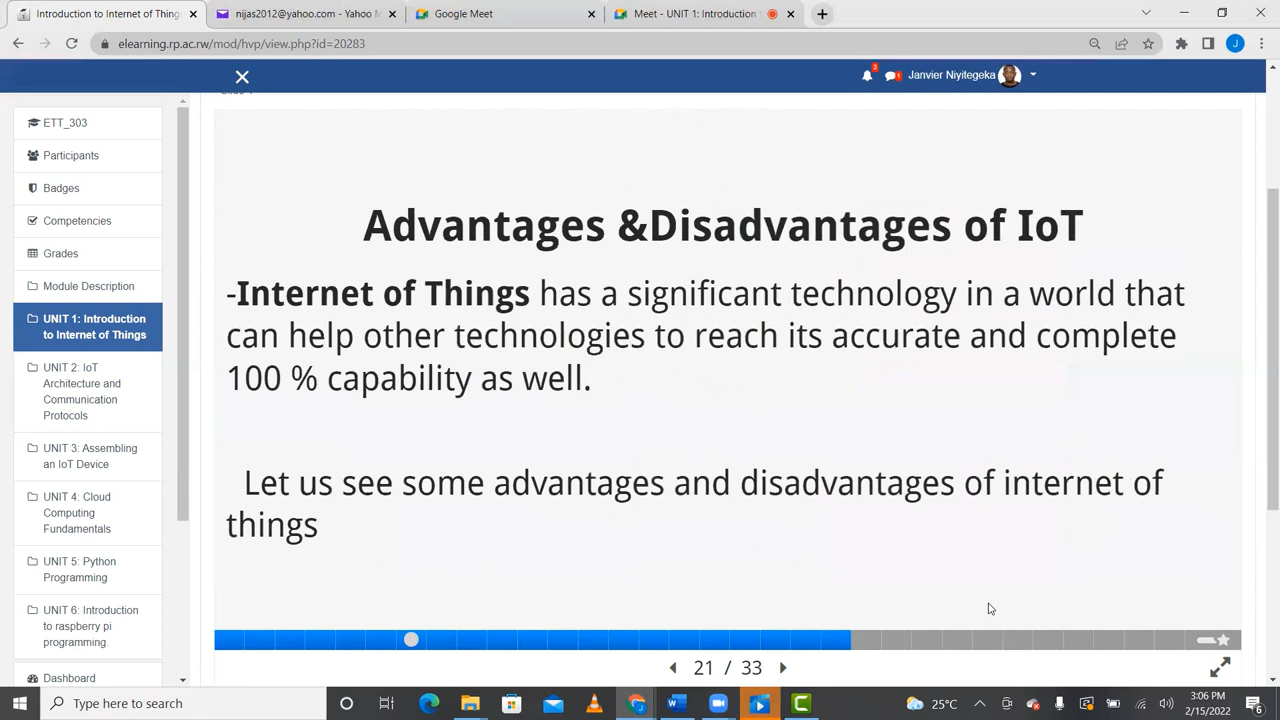 Introduction to Internet of Thing
nijas2012@yahoo.com - Yahoo M
Google Meet
Meet - UNIT 1: Introduction
elearning.rp.ac.rw/mod/hvp/view.php?id=20283
J
3
1
Janvier Niyitegeka
ETT_303
Participants
Badges
Competencies
Grades
Module Description
UNIT 1: Introduction
to Internet of Things
UNIT 2: IoT
Architecture and
Communication
Protocols
UNIT 3: Assembling
an IoT Device
UNIT 4: Cloud
Computing
Fundamentals
UNIT 5: Python
Programming
UNIT 6: Introduction
to raspberry pi
programming.
Dashboard
Advantages &Disadvantages of IoT
-Internet of Things has a significant technology in a world that
can help other technologies to reach its accurate and complete
100 % capability as well.
Let us see some advantages and disadvantages of internet of
things
21 / 33
Type here to search
25°C
3:06 PM
2/15/2022
6